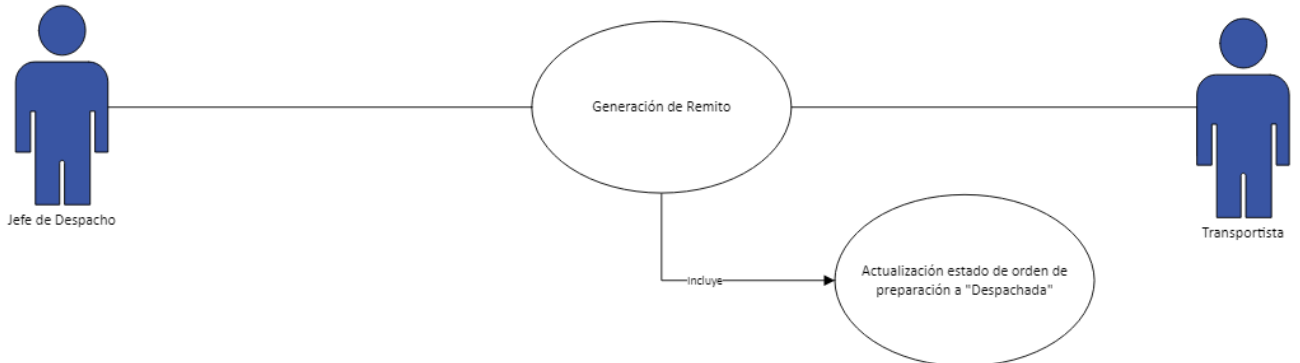 Generación de Remito
Jefe de Despacho
Transportista
Incluye
Actualización estado de orden de
preparación a "Despachada"